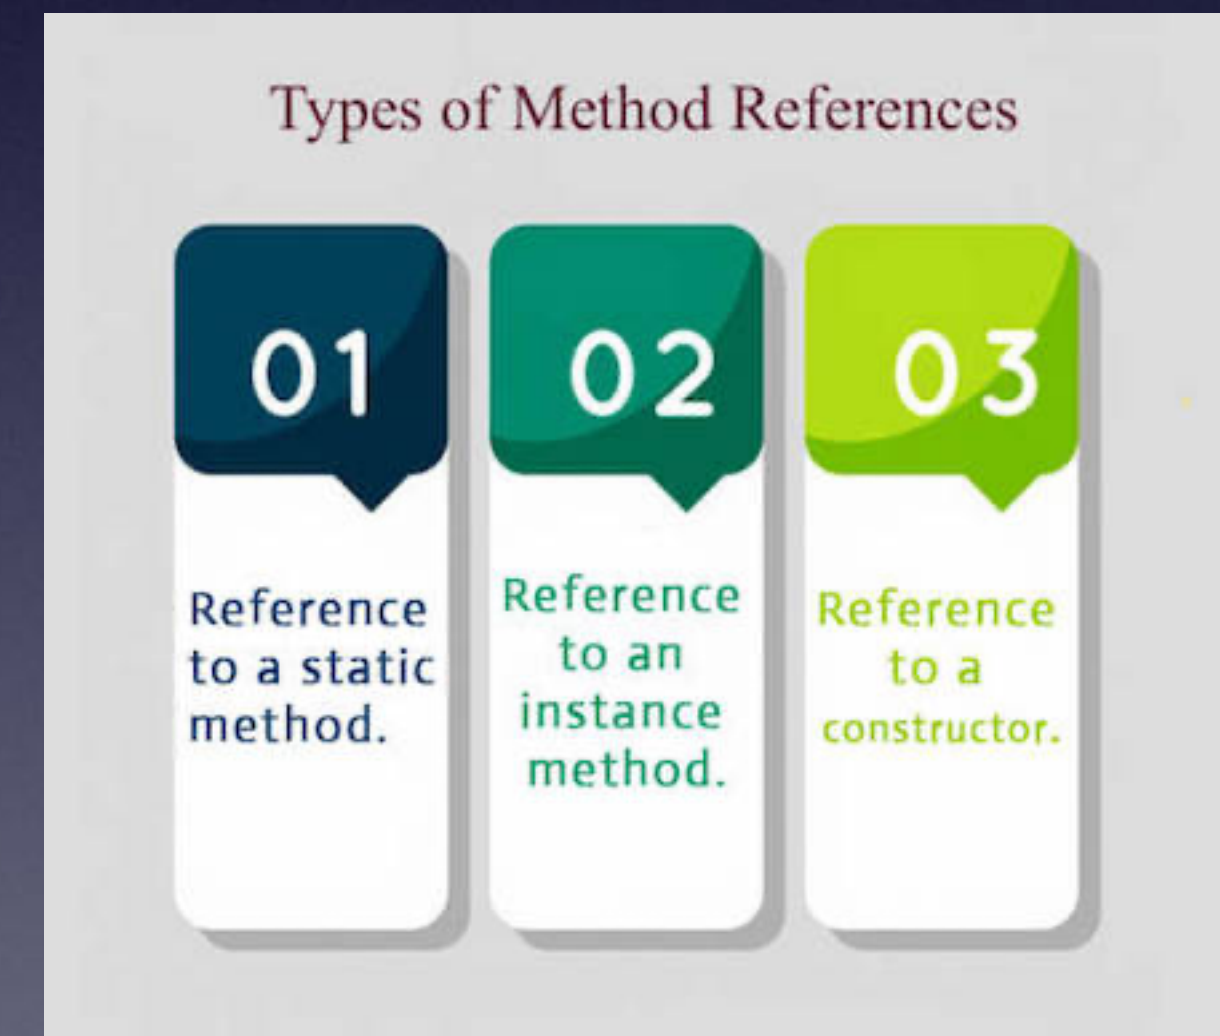 Types of Method References
01
Reference
to a static
method.
02
Reference
to an
instance
method.
03
Reference
to a
constructor.